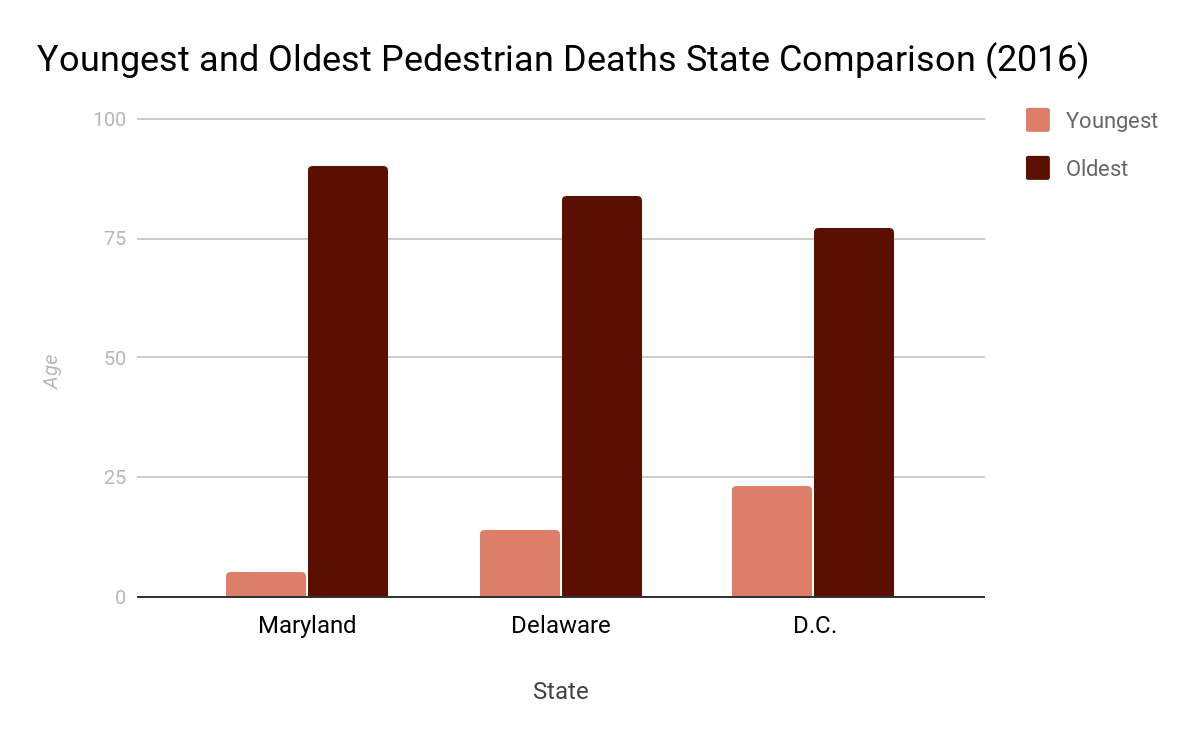 Youngest and Oldest Pedestrian Deaths State Comparison (2016)
100
75
50
25
0
Age
Youngest
Oldest
Maryland
Delaware
D.C.
State